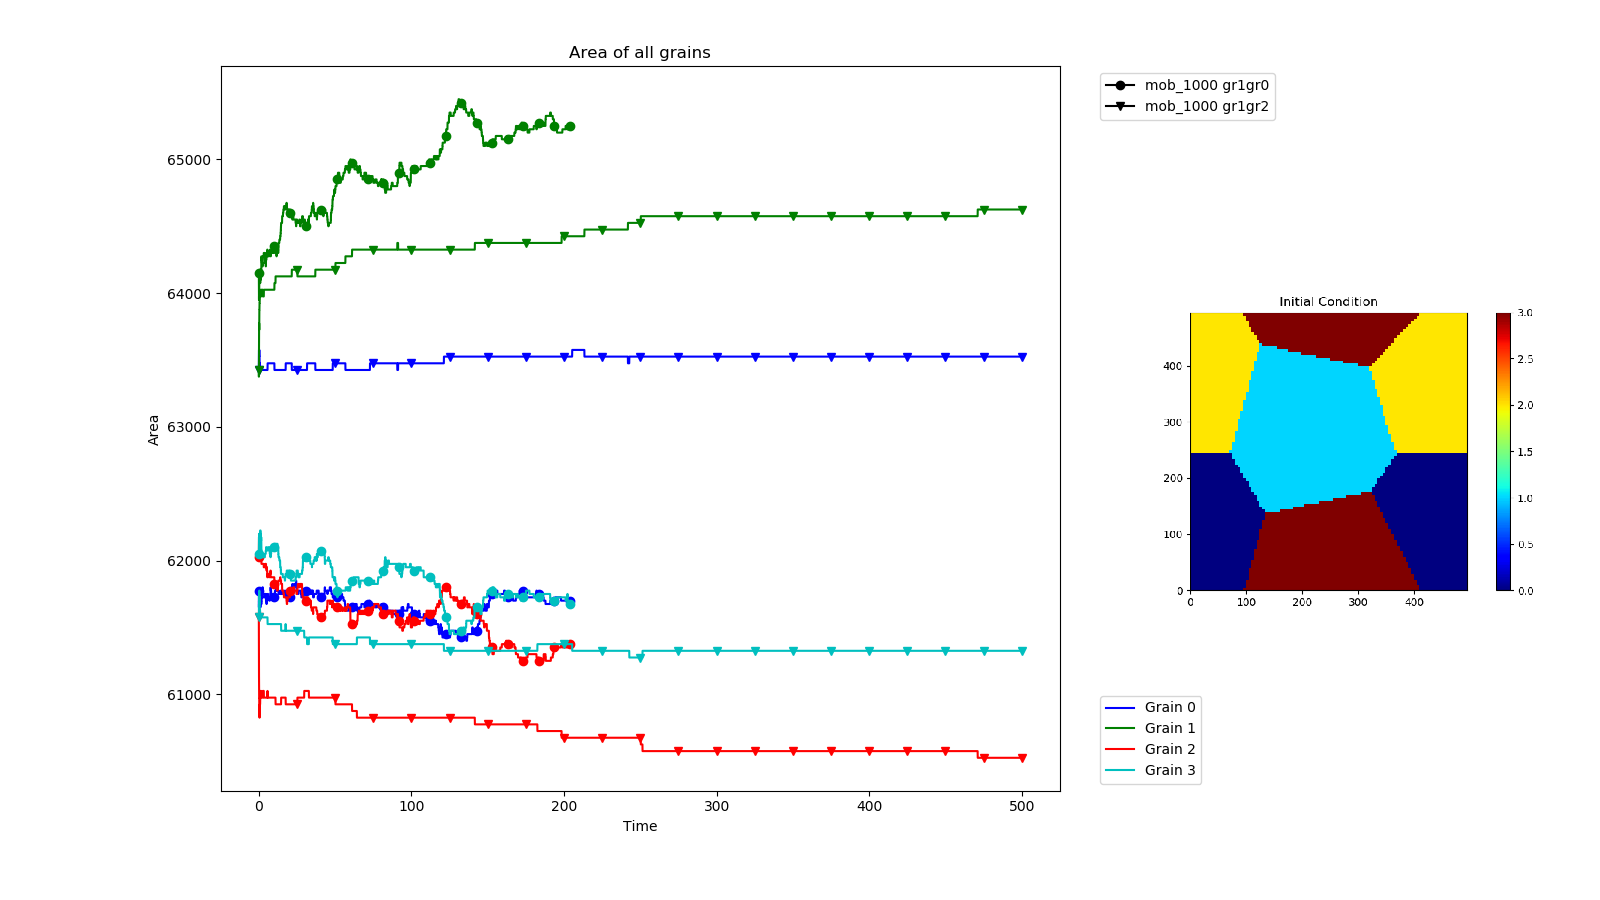 Area of all grains
mob_1000 gr1gr0
mob_1000 gr1gr2
65000
64000
63000
62000
61000
Area
0 100 200 300 400 500
Time
Initial Condition
400
300
200
100
0
0 100 200 300 400
3.0
2.5
2.0
1.5
1.0
0.5
0.0
Grain 0
Grain 1
Grain 2
Grain 3